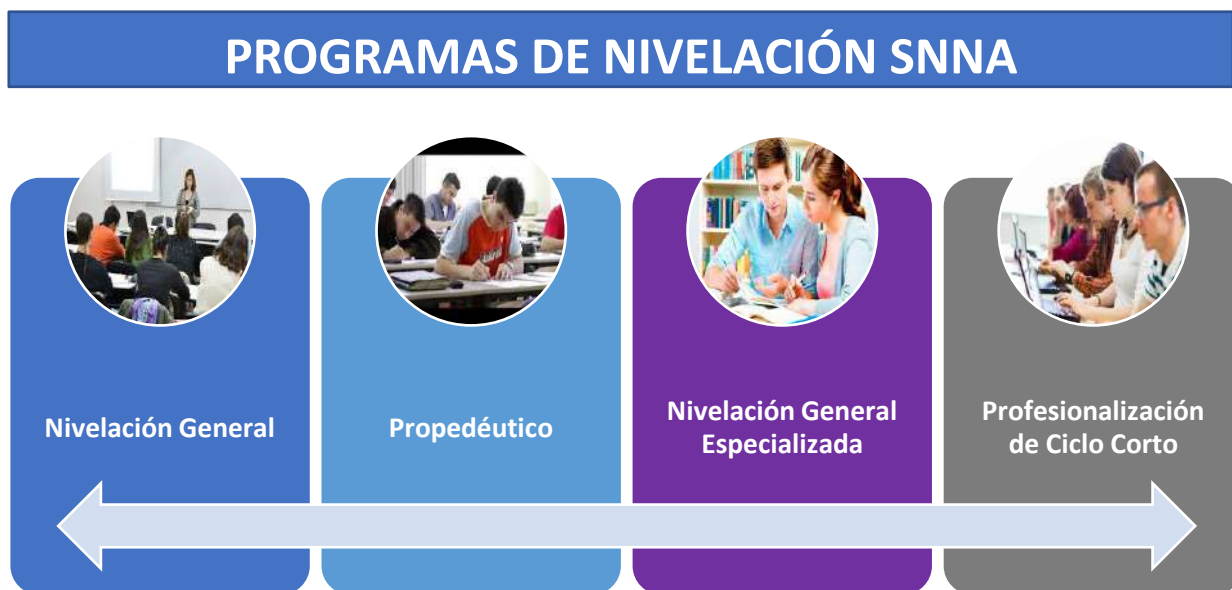 PROGRAMAS DE NIVELACIÓN SNNA
Nivelación General
Propedéutico
Nivelación General
Especializada
Profesionalización
de Ciclo Corto